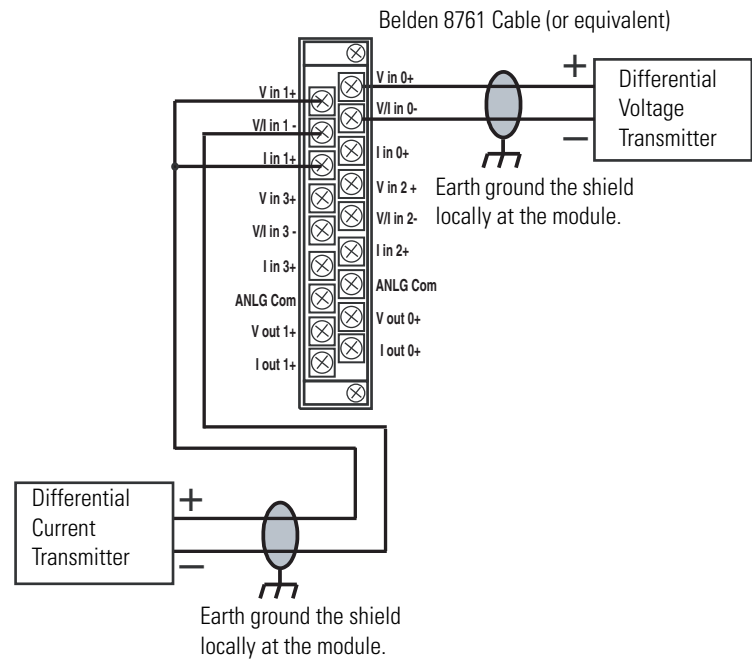 Belden 8761 Cable (or equivalent)
V in 0+
V/I in 0-
I in 0+
V in 2 +
V/I in 2-
I in 2+
ANLG Com
V out 0+
I out 0+
V in 1+
V/I in 1 -
I in 1+
V in 3+
V/I in 3 -
I in 3+
ANLG Com
V out 1+
I out 1+
+
Differential
Voltage
Transmitter
−
Earth ground the shield
locally at the module.
Differential
Current
Transmitter
+
−
Earth ground the shield
locally at the module.